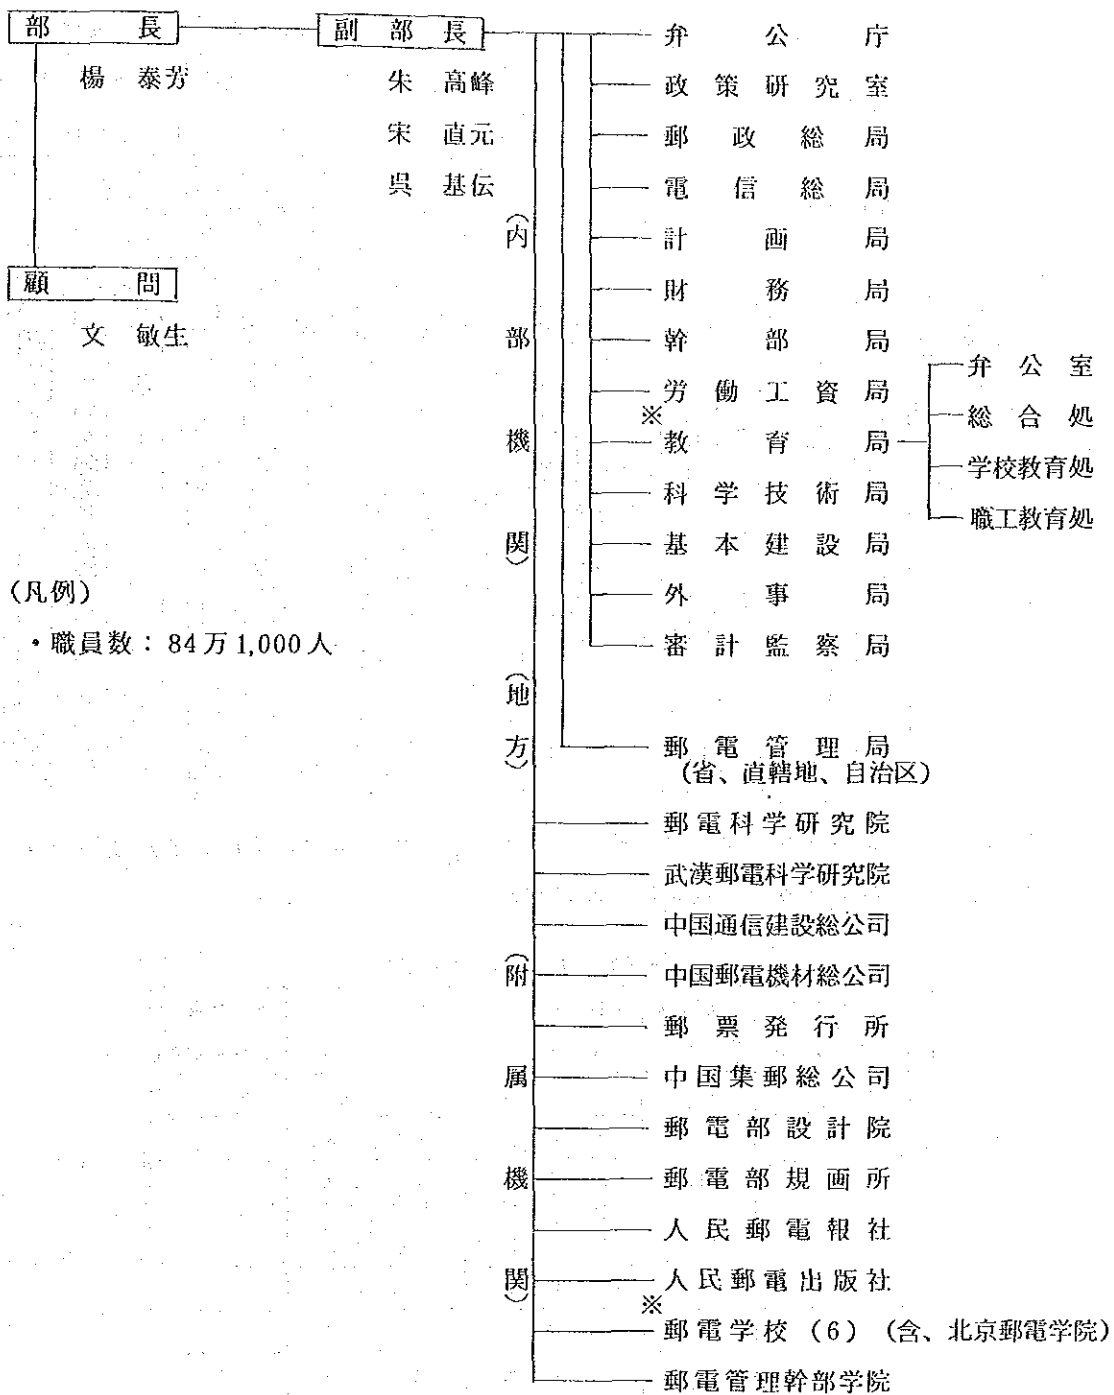 部長
副部長
楊 泰芳
朱 高峰
宋 直元
呉 基伝
顧問
文 敏生
(凡例)
・職員数：84万1,000人
(内部機関)
弁公庁
政策研究室
郵政総局
電信総局
計画局
財務局
幹部局
労働工資局
※
教育局
弁公室
総合処
学校教育処
職工教育処
科学技術局
基本建設局
外事局
審計監察局
(地方)
郵電管理局
(省、直轄地、自治区)
(附属機関)
郵電科学研究院
武漢郵電科学研究院
中国通信建設総公司
中国郵電機材総公司
郵票発行所
中国集郵総公司
郵電部設計院
郵電部規画所
人民郵電報社
人民郵電出版社
※
郵電学校(6)(含、北京郵電学院)
郵電管理幹部学院